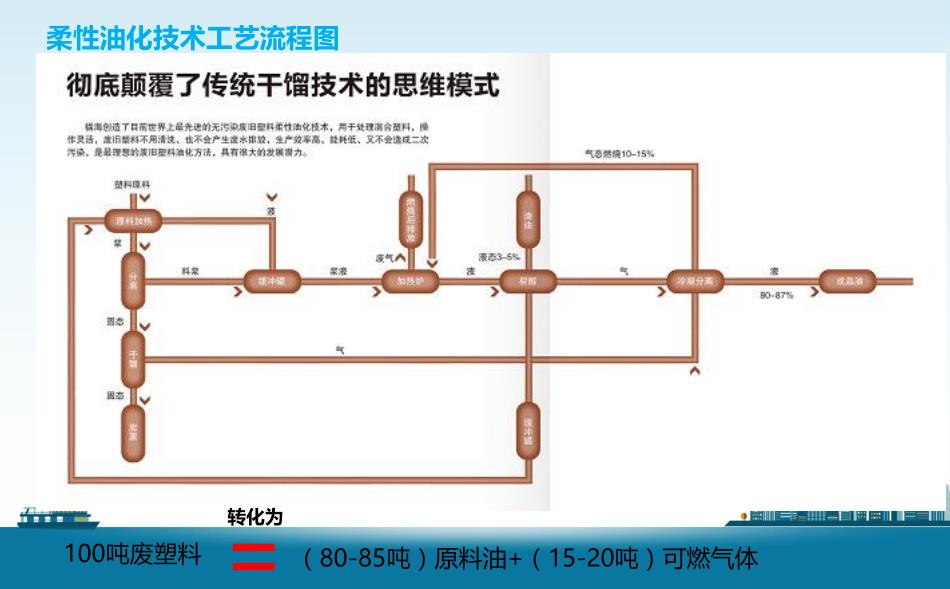 柔性油化技术工艺流程图
彻底颠覆了传统干馏技术的思维模式
福海创造了目前世界上最先进的无污染废旧塑料柔性油化技术，用于处理混合塑料，操
作灵活，废旧塑料不用清洗、也不会产生废水排放，生产效率高、能耗低、又不会造成二次
污染，是最理想的废旧塑料油化方法，具有很大的发展潜力。
气态燃烧10-15%
塑料原料
原料加热
液
燃烧后排放
渣油
浆
废气
液态3-5%
分离
料浆
缓冲罐
浆液
加热炉
液
裂解
气
冷凝分离
液
成品油
80-87%
固态
干馏
气
固态
炭黑
缓冲罐
转化为
100吨废塑料 = （80-85吨）原料油+（15-20吨）可燃气体